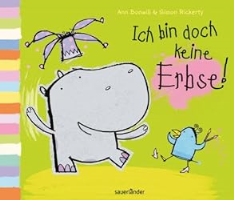 Ann Bonwill & Simon Rickerty
Ich bin doch
keine
Erbse!
sauerländer